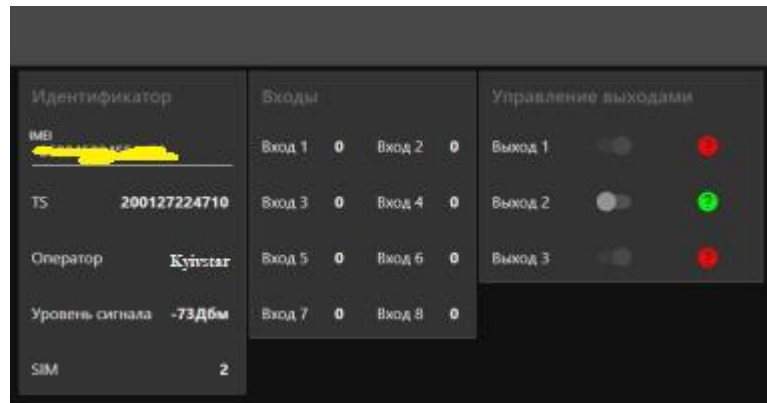 Идентификатор
IMEI
TS 200127224710
Оператор Kyivstar
Уровень сигнала -73Дбм
SIM 2
Входы
Вход 1 0 Вход 2 0
Вход 3 0 Вход 4 0
Вход 5 0 Вход 6 0
Вход 7 0 Вход 8 0
Управление выходами
Выход 1 ?
Выход 2 ?
Выход 3 ?